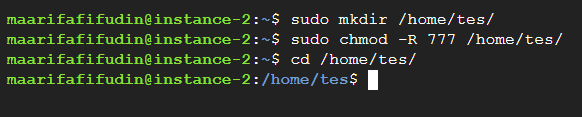 maarifafifudin@instance-2:~$ sudo mkdir /home/tes/
maarifafifudin@instance-2:~$ sudo chmod -R 777 /home/tes/
maarifafifudin@instance-2:~$ cd /home/tes/
maarifafifudin@instance-2:/home/tes$